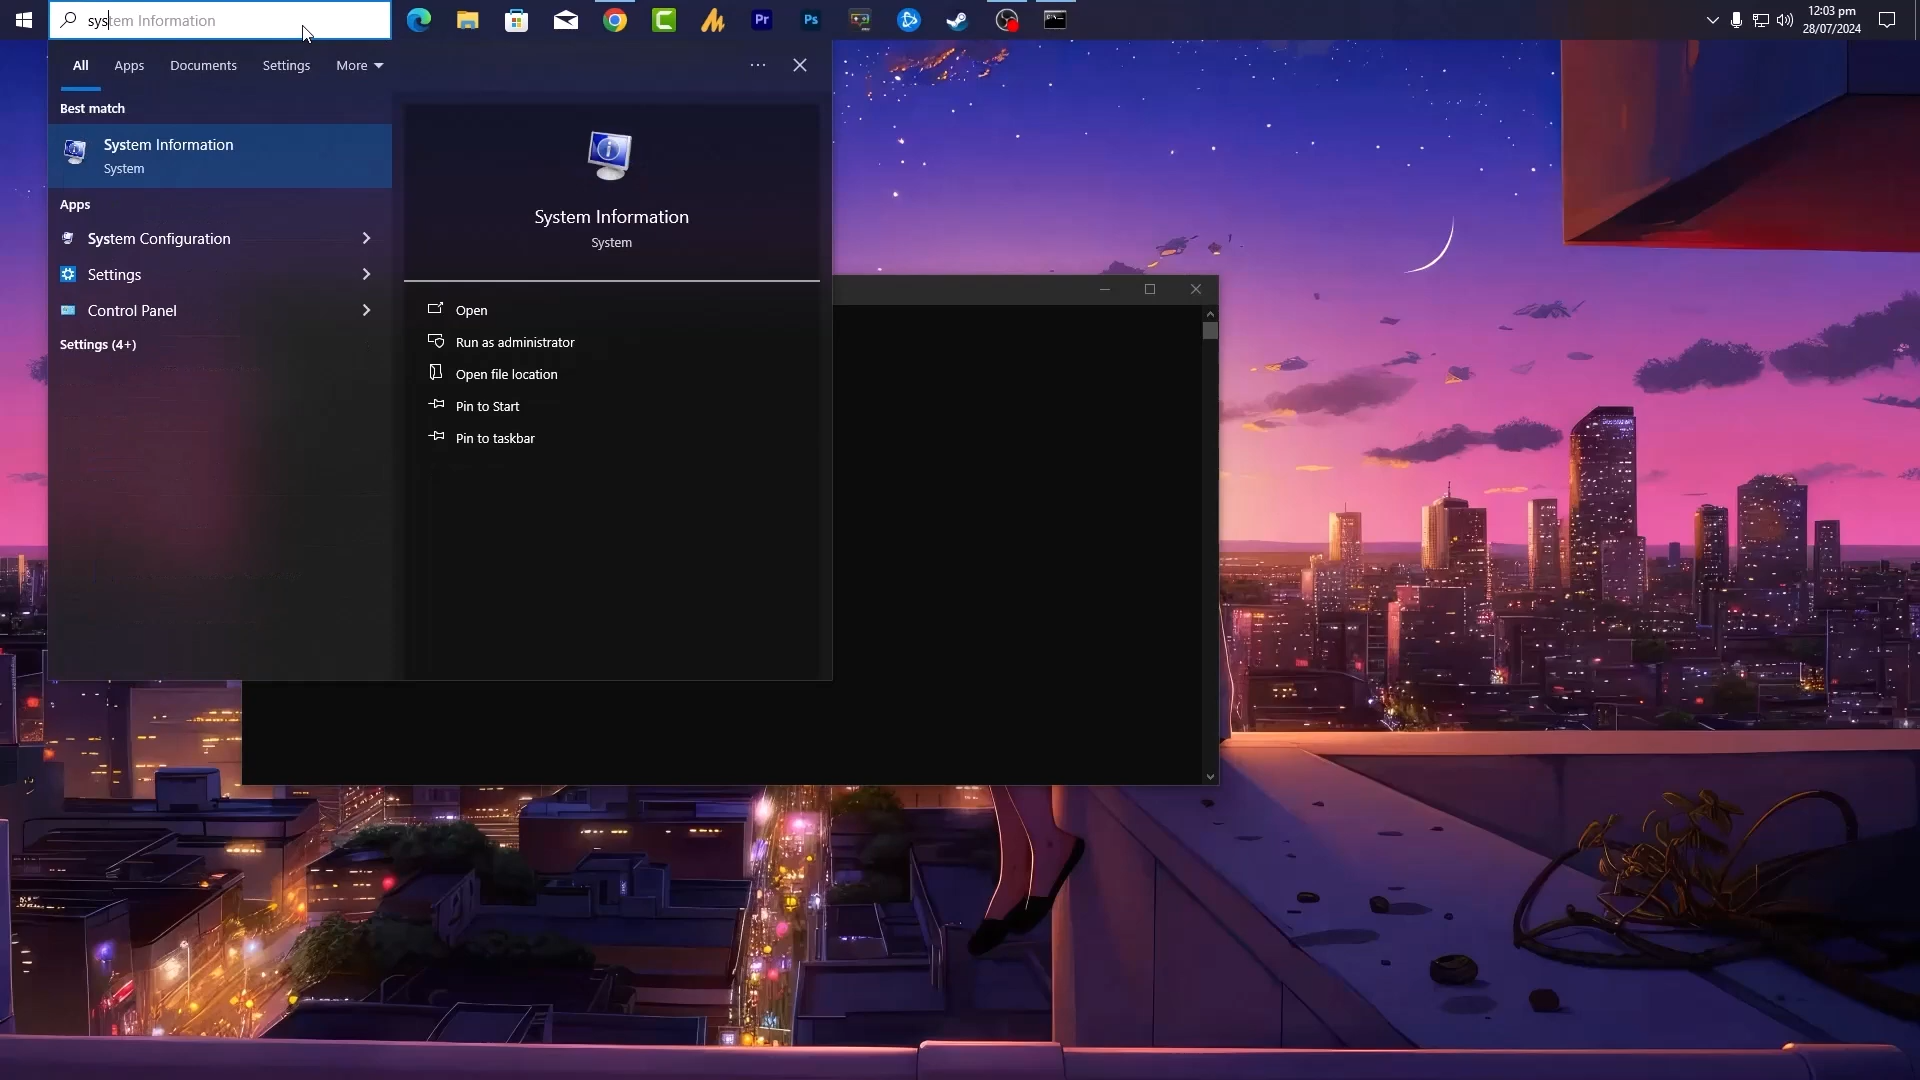 system Information
12:03 pm
28/07/2024
All
Apps
Documents
Settings
More
Best match
System Information
System
Apps
System Configuration
Settings
Control Panel
Settings (4+)
System Information
System
Open
Run as administrator
Open file location
Pin to Start
Pin to taskbar
Pr
Ps